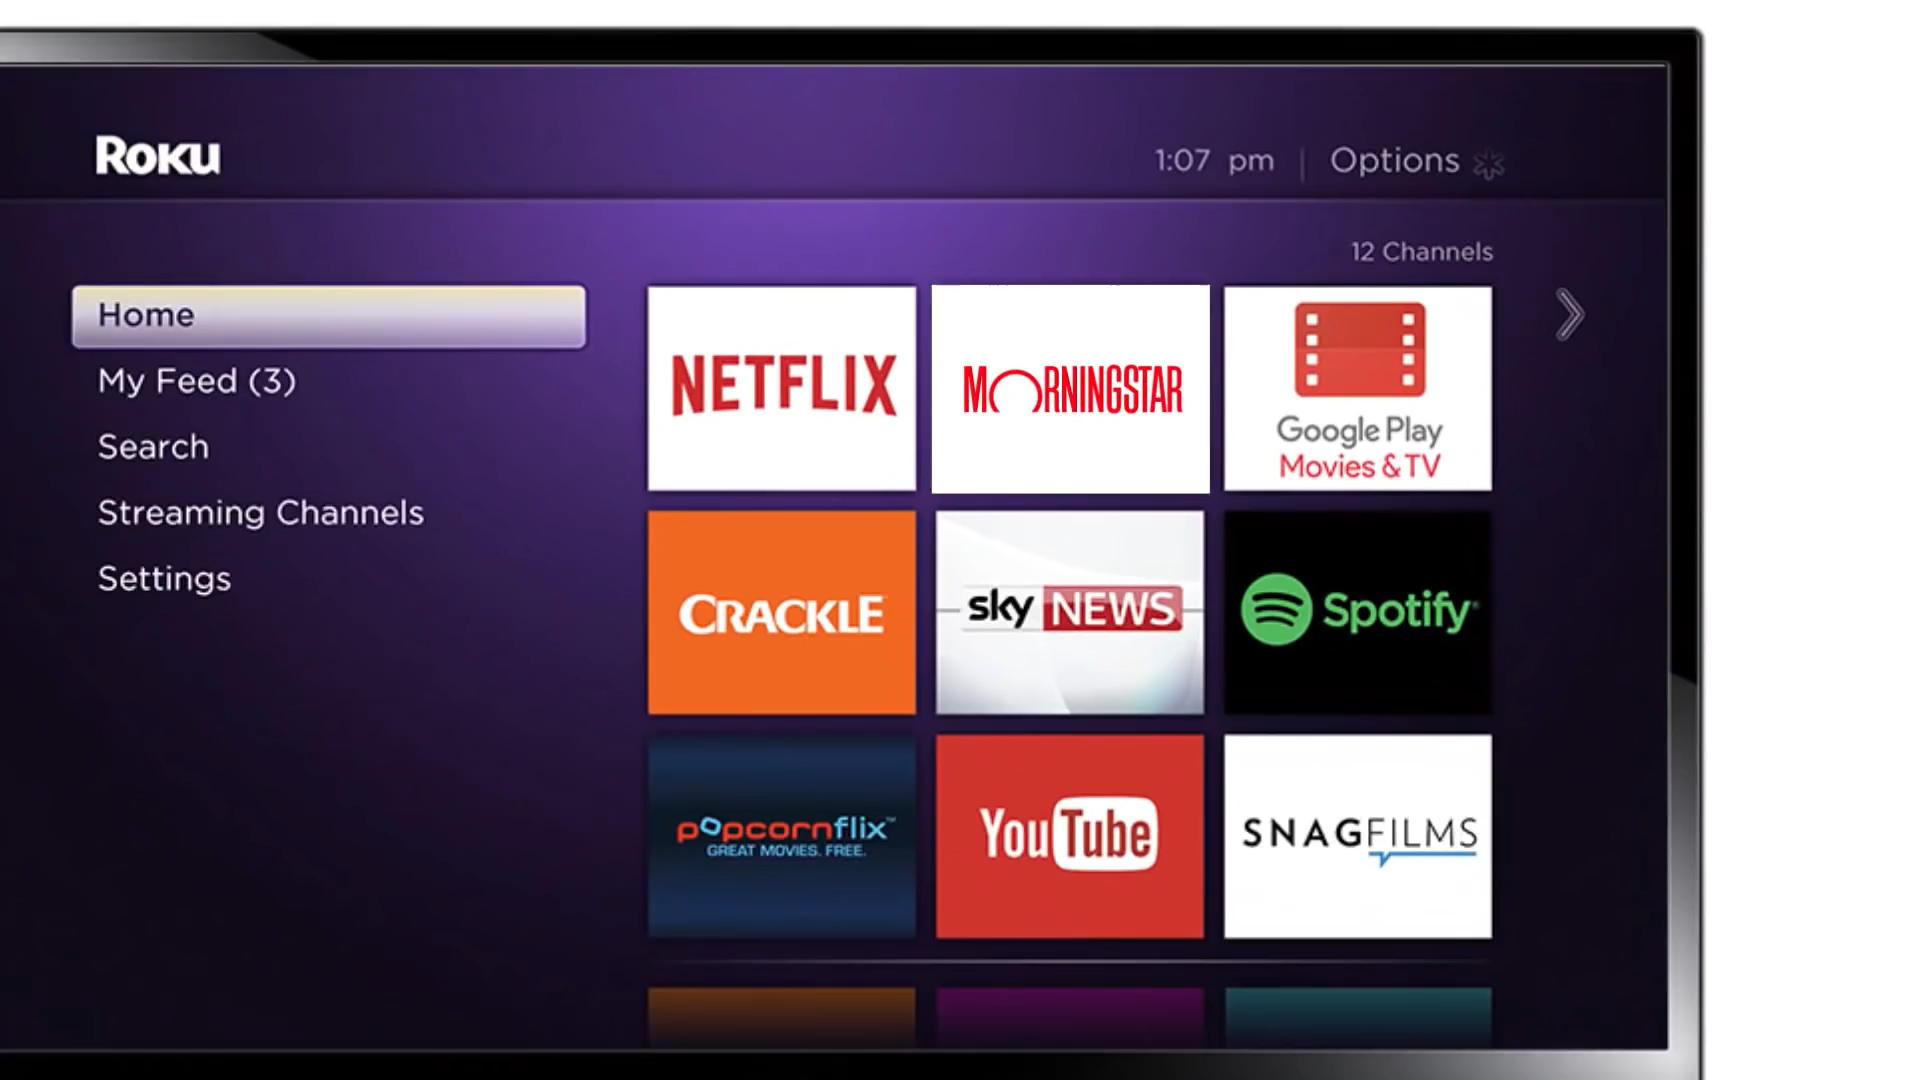 Roku
1:07 pm | Options
12 Channels
Home
My Feed (3)
Search
Streaming Channels
Settings
NETFLIX
MORNINGSTAR
Google Play
Movies & TV
CRACKLE
sky NEWS
Spotify
popcornflix™
GREAT MOVIES. FREE.
YouTube
SNAGFILMS